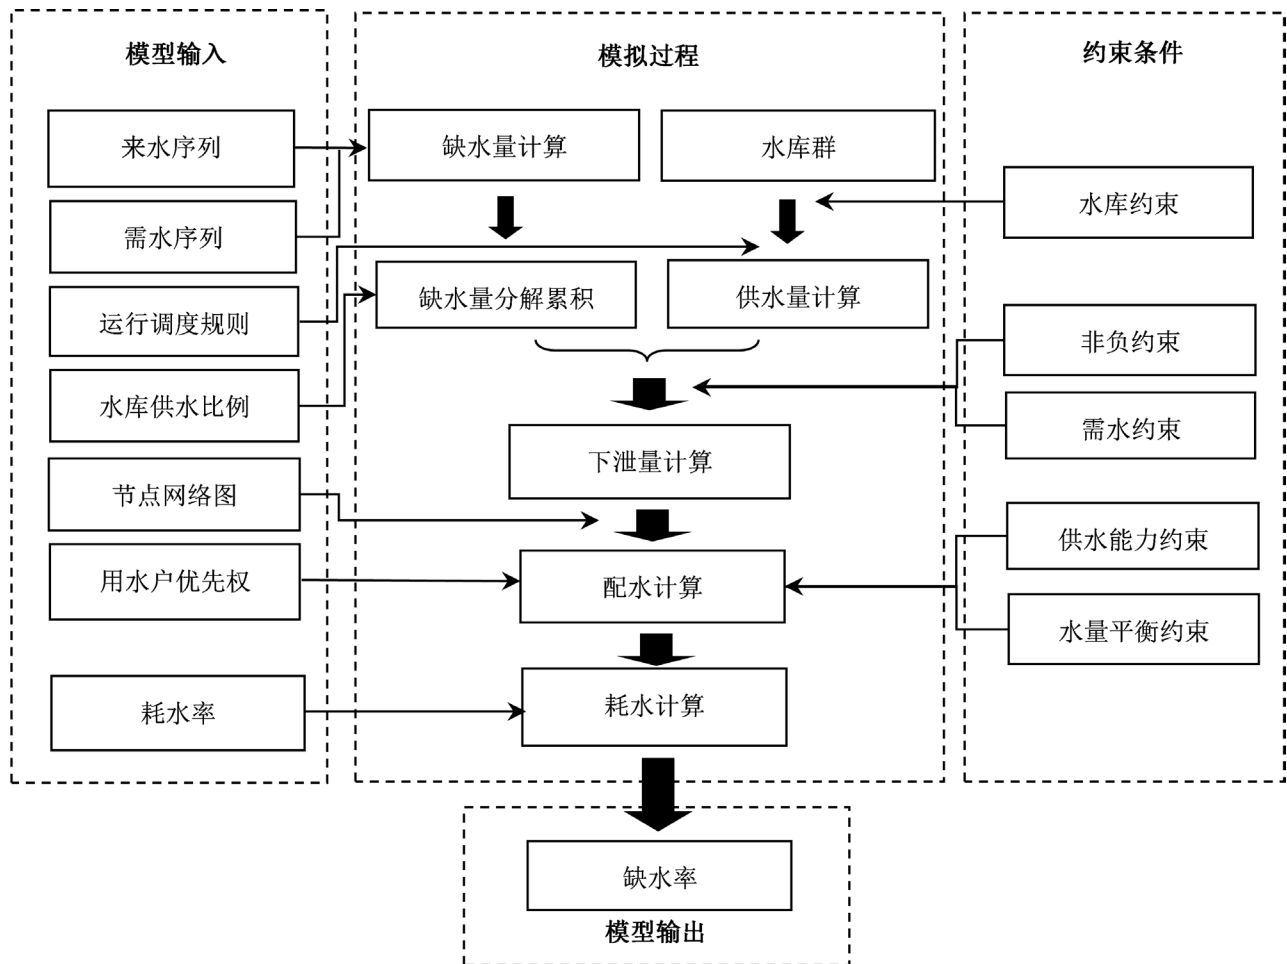 模型输入
来水序列
需水序列
运行调度规则
水库供水比例
节点网络图
用水户优先权
耗水率
模拟过程
缺水量计算
水库群
缺水量分解累积
供水量计算
下泄量计算
配水计算
耗水计算
约束条件
水库约束
非负约束
需水约束
供水能力约束
水量平衡约束
缺水率
模型输出